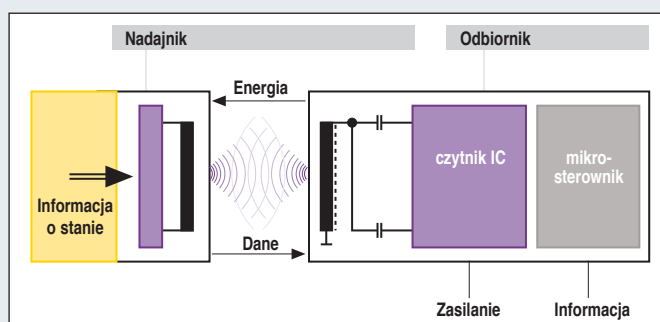 Nadajnik
Odbiornik
Energia
Informacja
o stanie
czytnik IC
mikro-
sterownik
Dane
Zasilanie
Informacja